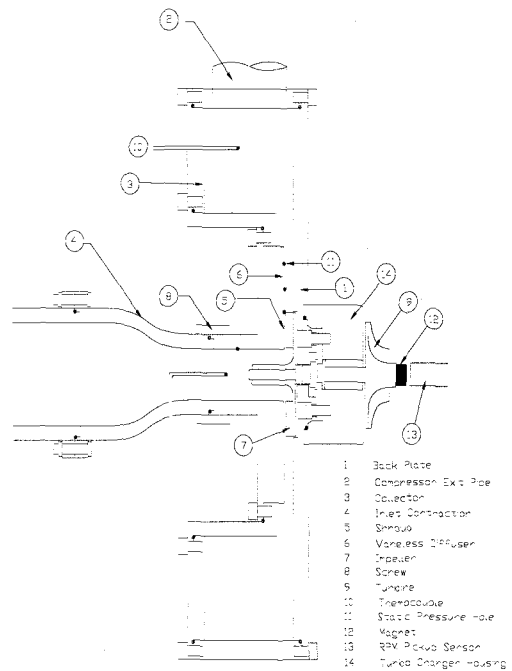 2
10
3
4
8
5
6
11
1
14
9
12
7
13
1 Back Plate
2 Compressor Exit Pipe
3 Collector
4 Inlet Contraction
5 Shroud
6 Vaneless Diffuser
7 Impeller
8 Screw
9 Turbine
10 Thermocouple
11 Static Pressure Hole
12 Magnet
13 RPM Pickup Sensor
14 Turbo Charger Housing